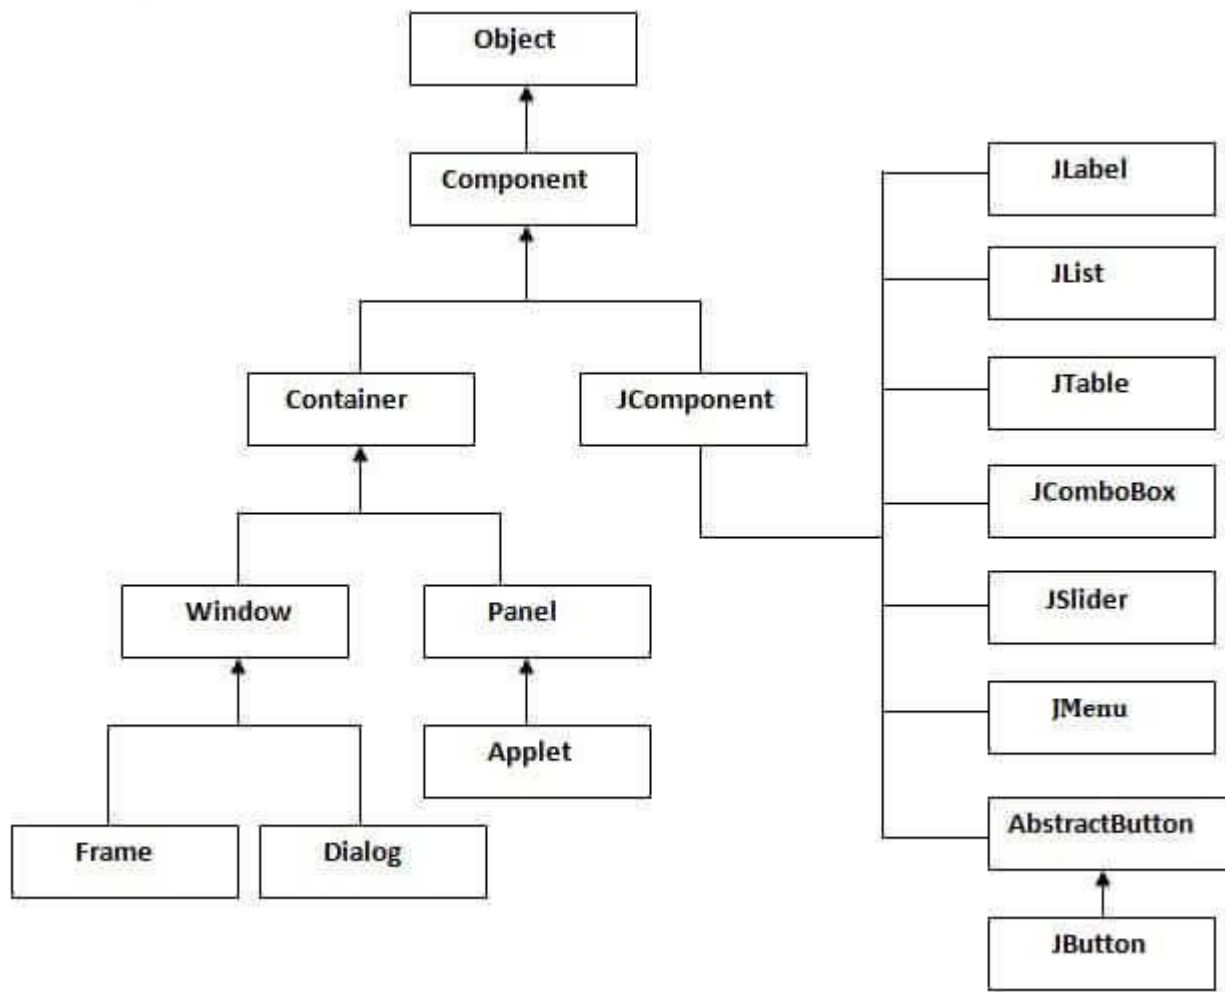 Object
Component
Container
JComponent
Window
Panel
Applet
Frame
Dialog
JLabel
JList
JTable
JComboBox
JSlider
JMenu
AbstractButton
JButton